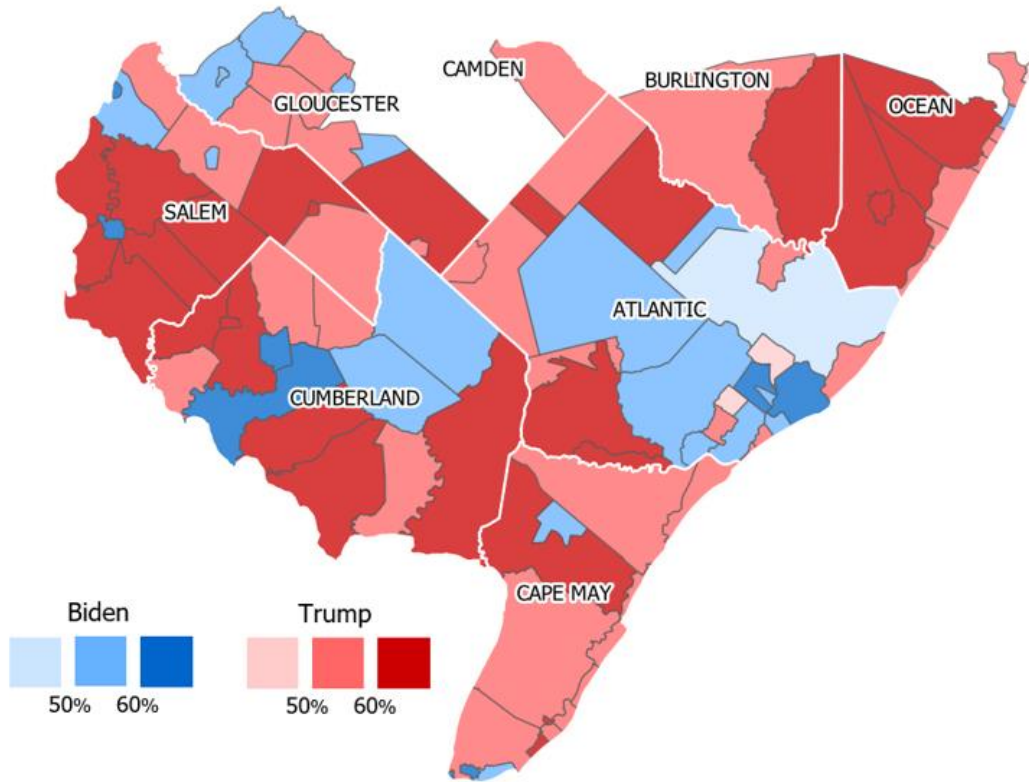 CAMDEN
BURLINGTON
GLOUCESTER
OCEAN
SALEM
ATLANTIC
CUMBERLAND
CAPE MAY
Biden
Trump
50% 60%
50% 60%